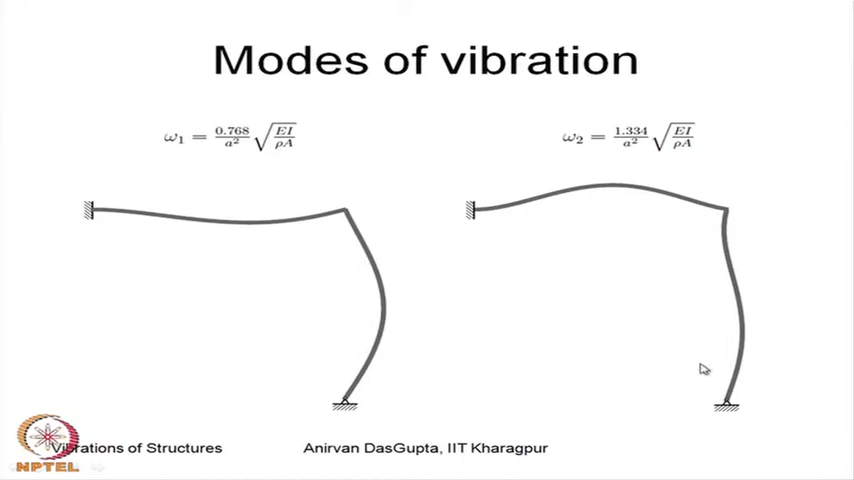 Modes of vibration
ω₁ = 0.768/a² √(EI/ρA)
ω₂ = 1.334/a² √(EI/ρA)
Vibrations of Structures
Anirvan DasGupta, IIT Kharagpur
NPTEL